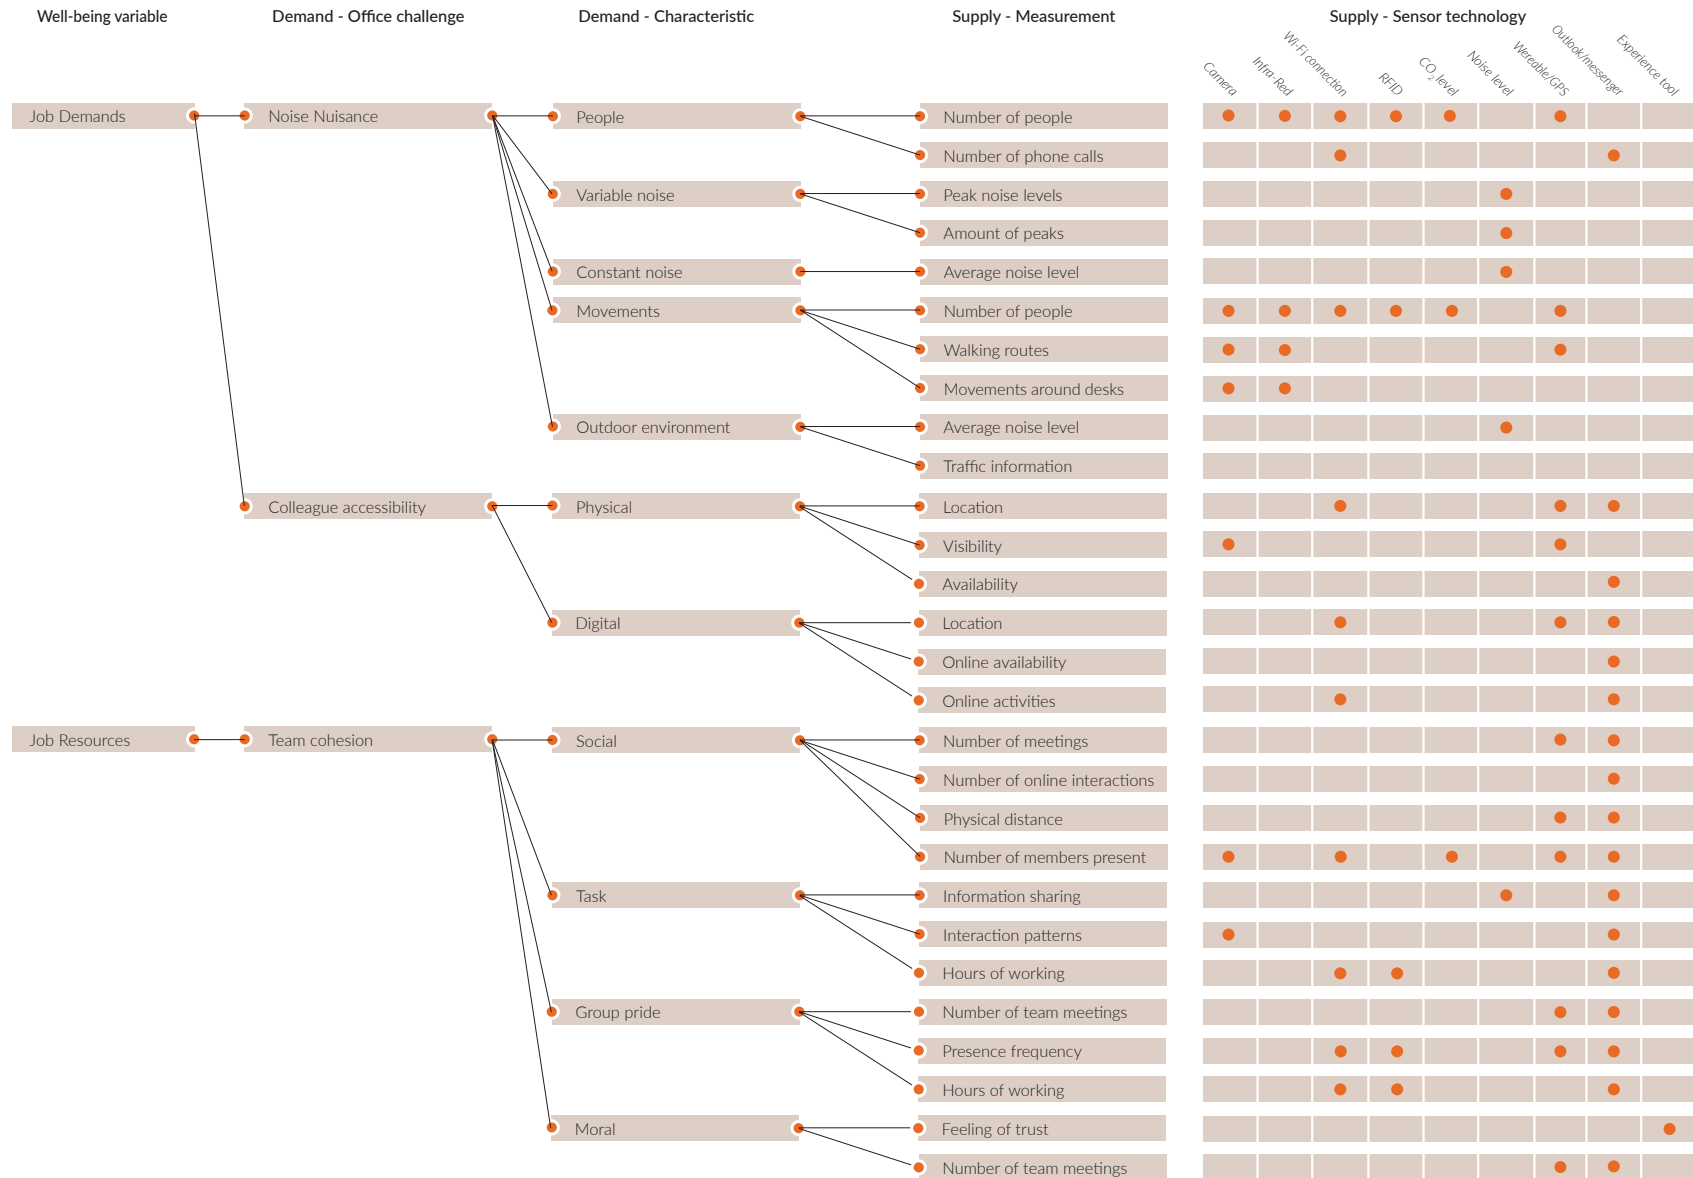 Well-being variable
Demand - Office challenge
Demand - Characteristic
Supply - Measurement
Supply - Sensor technology
Camera
Infra-Red
Wi-Fi connection
RFID
CO2 level
Noise level
Wereable/GPS
Outlook/messenger
Experience tool
Job Demands
Noise Nuisance
People
Number of people
Number of phone calls
Variable noise
Peak noise levels
Amount of peaks
Constant noise
Average noise level
Movements
Number of people
Walking routes
Movements around desks
Outdoor environment
Average noise level
Traffic information
Colleague accessibility
Physical
Location
Visibility
Availability
Digital
Location
Online availability
Online activities
Job Resources
Team cohesion
Social
Number of meetings
Number of online interactions
Physical distance
Number of members present
Task
Information sharing
Interaction patterns
Hours of working
Group pride
Number of team meetings
Presence frequency
Hours of working
Moral
Feeling of trust
Number of team meetings